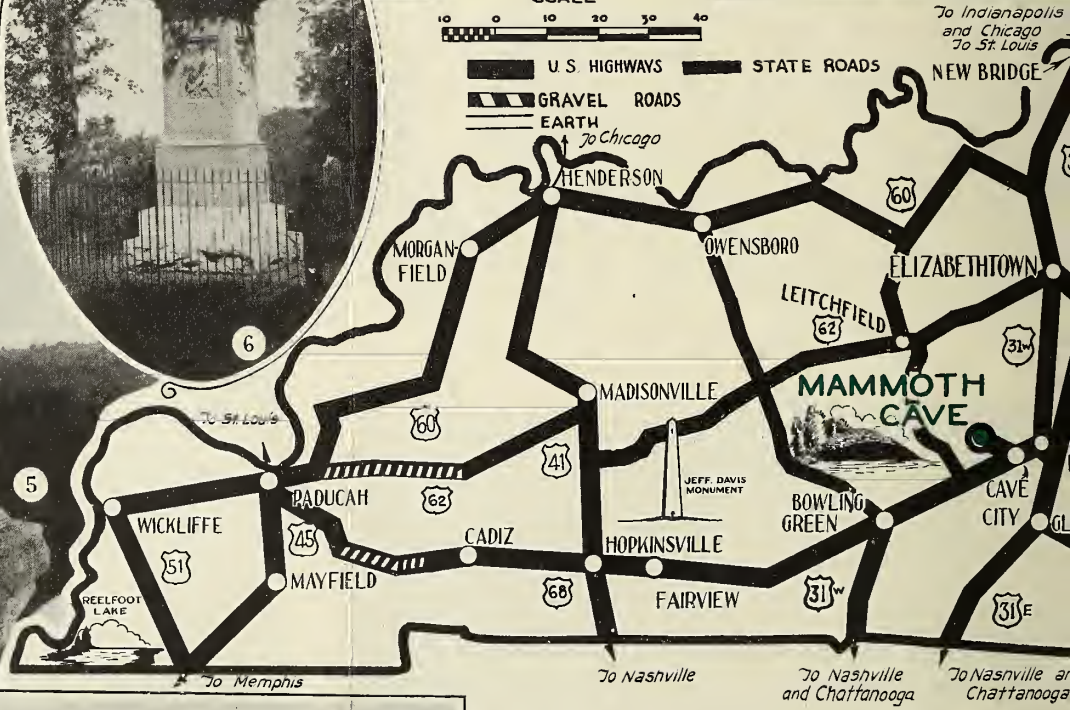 10 0 10 20 30 40
U.S. HIGHWAYS
STATE ROADS
GRAVEL ROADS
EARTH
To Indianapolis
and Chicago
To St. Louis
NEW BRIDGE
To Chicago
HENDERSON
60
MORGAN-
FIELD
OWENSBORO
ELIZABETHTOWN
LEITCHFIELD
62
6
31W
MAMMOTH
CAVE
MADISONVILLE
To St. Louis
60
41
5
JEFF. DAVIS
MONUMENT
PADUCAH
62
CAVE
CITY
BOWLING
GREEN
WICKLIFFE
45
CADIZ
HOPKINSVILLE
51
MAYFIELD
68
FAIRVIEW
31W
31E
REELFOOT
LAKE
To Memphis
To Nashville
To Nashville
and Chattanooga
To Nashville
Chattanooga